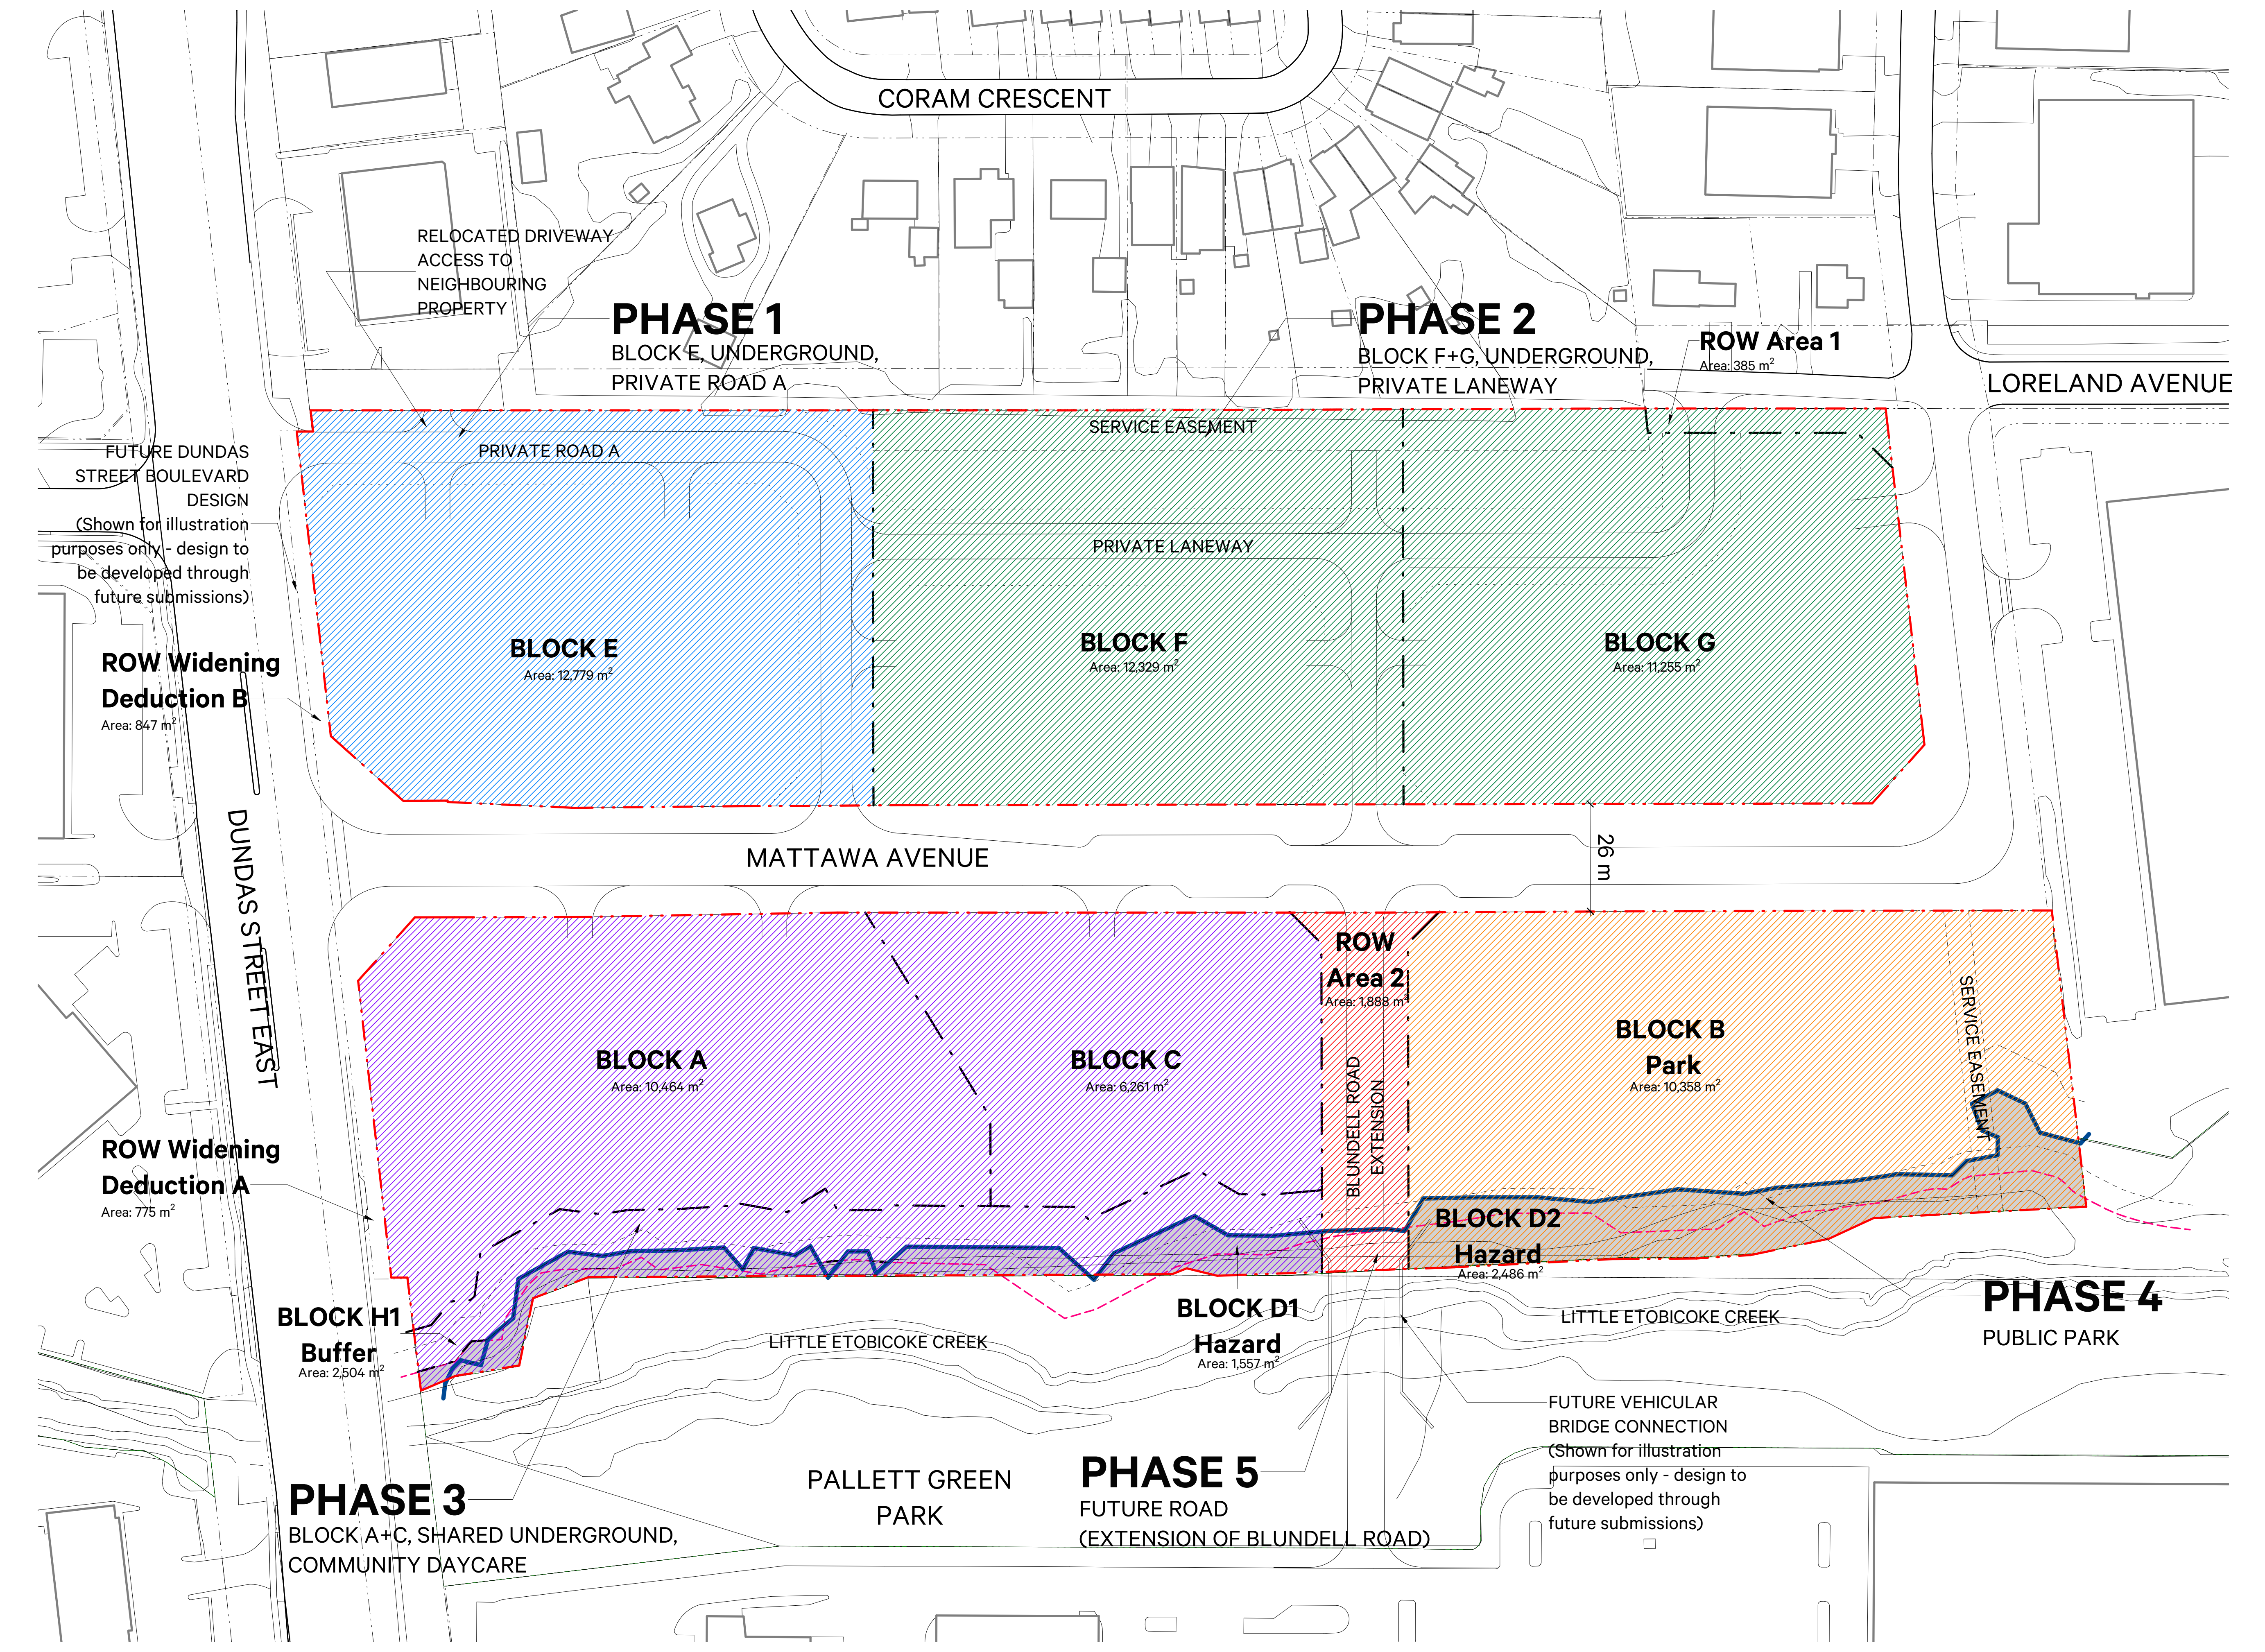 CORAM CRESCENT
RELOCATED DRIVEWAY
ACCESS TO
NEIGHBOURING
PROPERTY
PHASE 1
BLOCK E, UNDERGROUND,
PRIVATE ROAD A
PHASE 2
BLOCK F+G, UNDERGROUND,
PRIVATE LANEWAY
ROW Area 1
Area: 385 m²
LORELAND AVENUE
SERVICE EASEMENT
PRIVATE ROAD A
FUTURE DUNDAS
STREET BOULEVARD
DESIGN
(Shown for illustration
purposes only - design to
be developed through
future submissions)
PRIVATE LANEWAY
BLOCK E
Area: 12,779 m²
BLOCK F
Area: 12,329 m²
BLOCK G
Area: 11,255 m²
ROW Widening
Deduction B
Area: 847 m²
DUNDAS STREET EAST
MATTAWA AVENUE
26 m
ROW
Area 2
Area: 1,888 m²
BLOCK A
Area: 10,464 m²
BLOCK C
Area: 6,261 m²
BLUNDELL ROAD
EXTENSION
BLOCK B
Park
Area: 10,358 m²
SERVICE EASEMENT
ROW Widening
Deduction A
Area: 775 m²
BLOCK D2
Hazard
Area: 2,486 m²
BLOCK H1
Buffer
Area: 2,504 m²
BLOCK D1
Hazard
Area: 1,557 m²
LITTLE ETOBICOKE CREEK
LITTLE ETOBICOKE CREEK
PHASE 4
PUBLIC PARK
FUTURE VEHICULAR
BRIDGE CONNECTION
(Shown for illustration
purposes only - design to
be developed through
future submissions)
PHASE 3
BLOCK A+C, SHARED UNDERGROUND,
COMMUNITY DAYCARE
PALLETT GREEN
PARK
PHASE 5
FUTURE ROAD
(EXTENSION OF BLUNDELL ROAD)